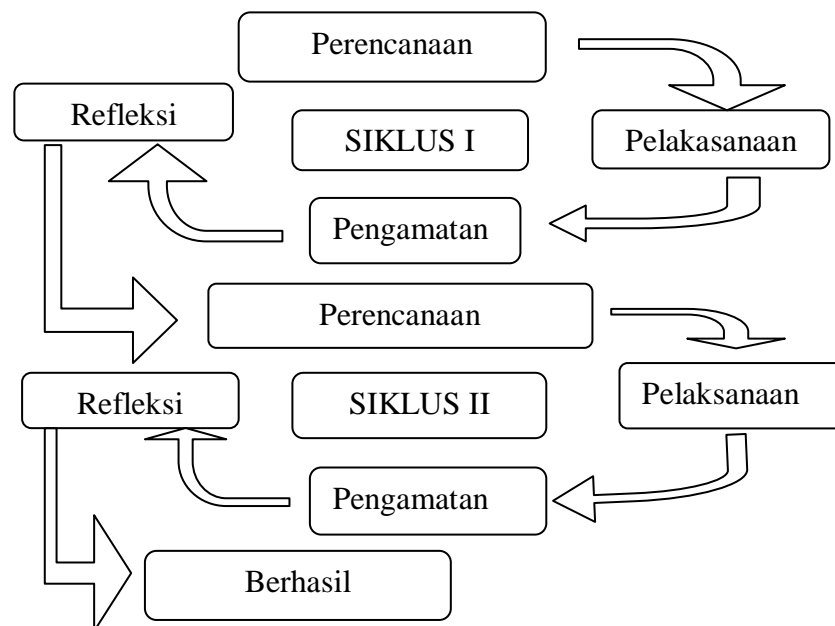 Perencanaan
Refleksi
SIKLUS I
Pelakasanaan
Pengamatan
Perencanaan
Refleksi
SIKLUS II
Pelaksanaan
Pengamatan
Berhasil